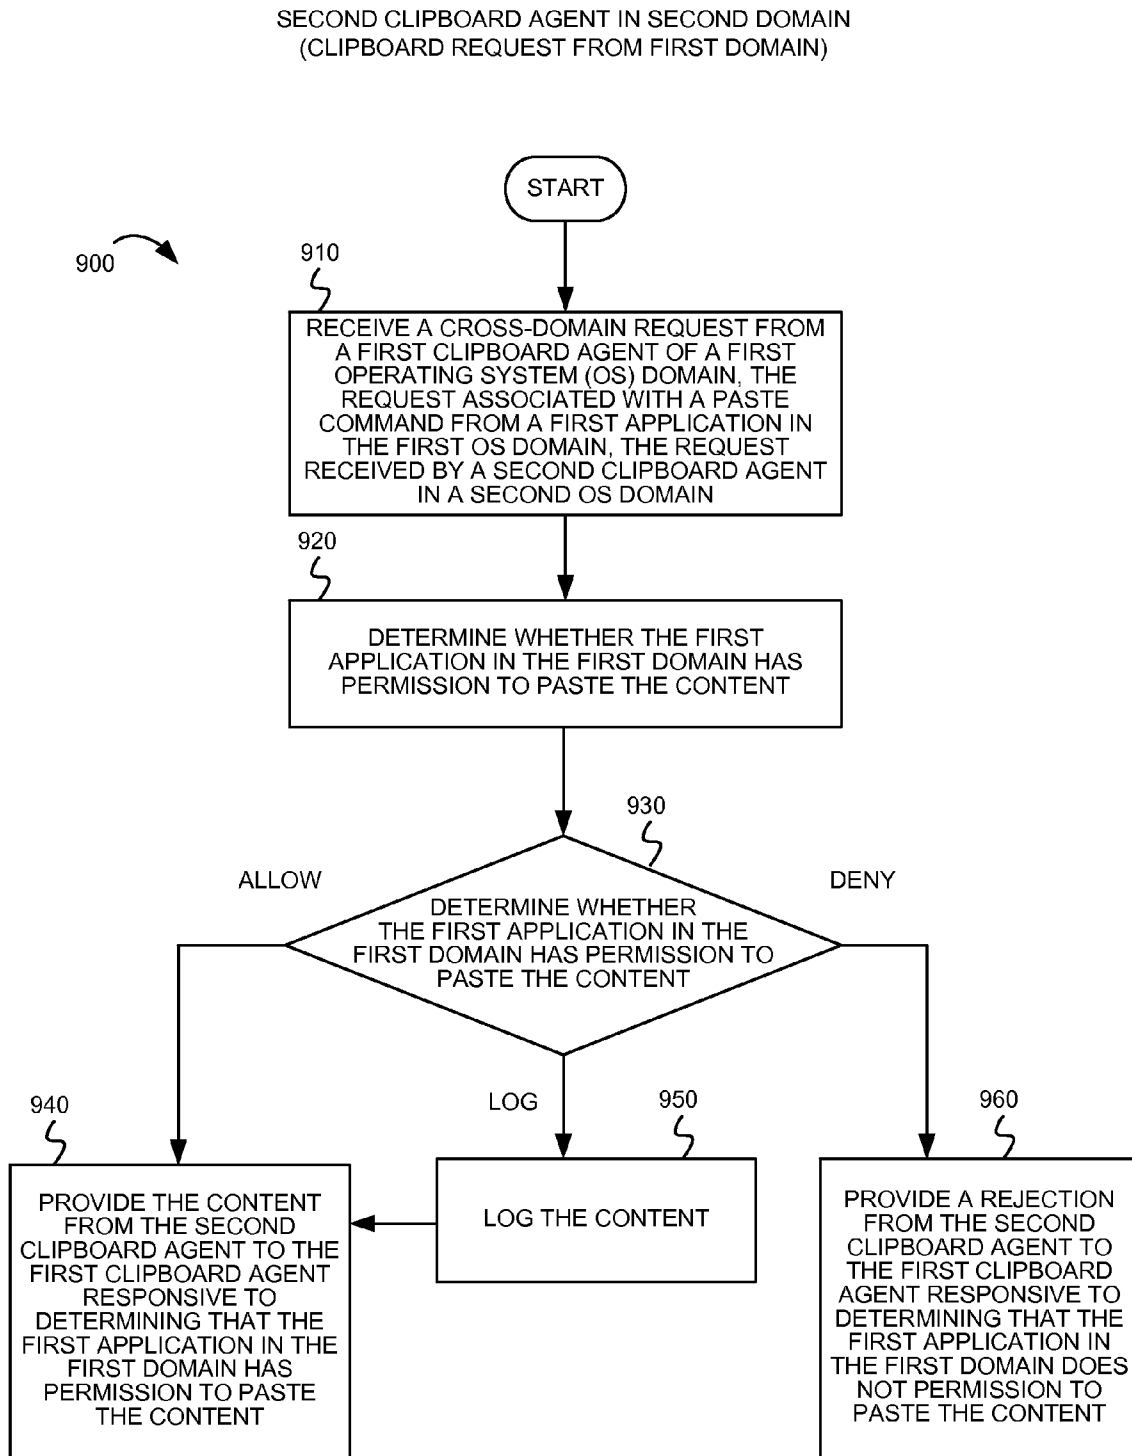 SECOND CLIPBOARD AGENT IN SECOND DOMAIN
(CLIPBOARD REQUEST FROM FIRST DOMAIN)
START
900
910
RECEIVE A CROSS-DOMAIN REQUEST FROM
A FIRST CLIPBOARD AGENT OF A FIRST
OPERATING SYSTEM (OS) DOMAIN, THE
REQUEST ASSOCIATED WITH A PASTE
COMMAND FROM A FIRST APPLICATION IN
THE FIRST OS DOMAIN, THE REQUEST
RECEIVED BY A SECOND CLIPBOARD AGENT
IN A SECOND OS DOMAIN
920
DETERMINE WHETHER THE FIRST
APPLICATION IN THE FIRST DOMAIN HAS
PERMISSION TO PASTE THE CONTENT
930
ALLOW
DENY
DETERMINE WHETHER
THE FIRST APPLICATION IN THE
FIRST DOMAIN HAS PERMISSION TO
PASTE THE CONTENT
LOG
940
PROVIDE THE CONTENT
FROM THE SECOND
CLIPBOARD AGENT TO THE
FIRST CLIPBOARD AGENT
RESPONSIVE TO
DETERMINING THAT THE
FIRST APPLICATION IN THE
FIRST DOMAIN HAS
PERMISSION TO PASTE
THE CONTENT
950
LOG THE CONTENT
960
PROVIDE A REJECTION
FROM THE SECOND
CLIPBOARD AGENT TO
THE FIRST CLIPBOARD
AGENT RESPONSIVE TO
DETERMINING THAT THE
FIRST APPLICATION IN
THE FIRST DOMAIN DOES
NOT PERMISSION TO
PASTE THE CONTENT